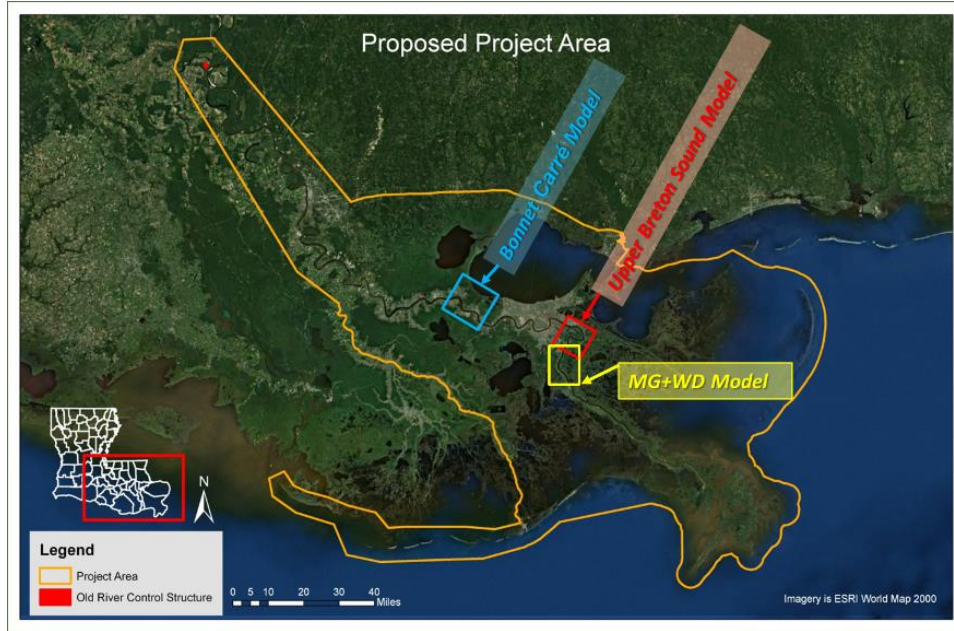 Proposed Project Area
Bonnet Carré Model
Upper Breton Sound Model
MG+WD Model
N
Legend
Project Area
Old River Control Structure
0 5 10 20 30 40
Miles
Imagery is ESRI World Map 2000